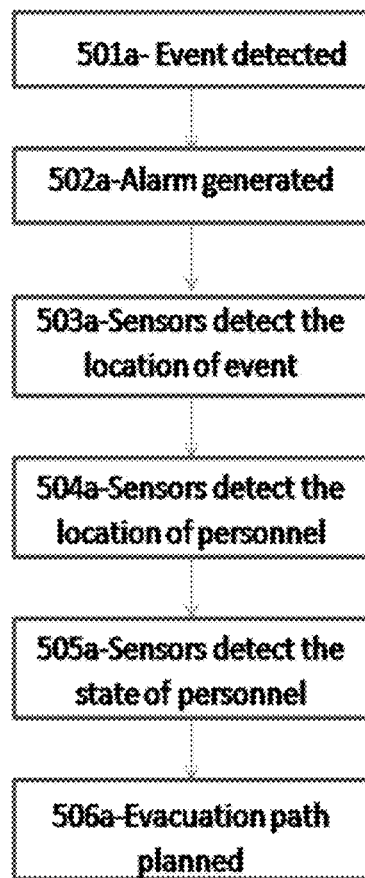 501a- Event detected
502a-Alarm generated
503a-Sensors detect the
location of event
504a-Sensors detect the
location of personnel
505a-Sensors detect the
state of personnel
506a-Evacuation path
planned